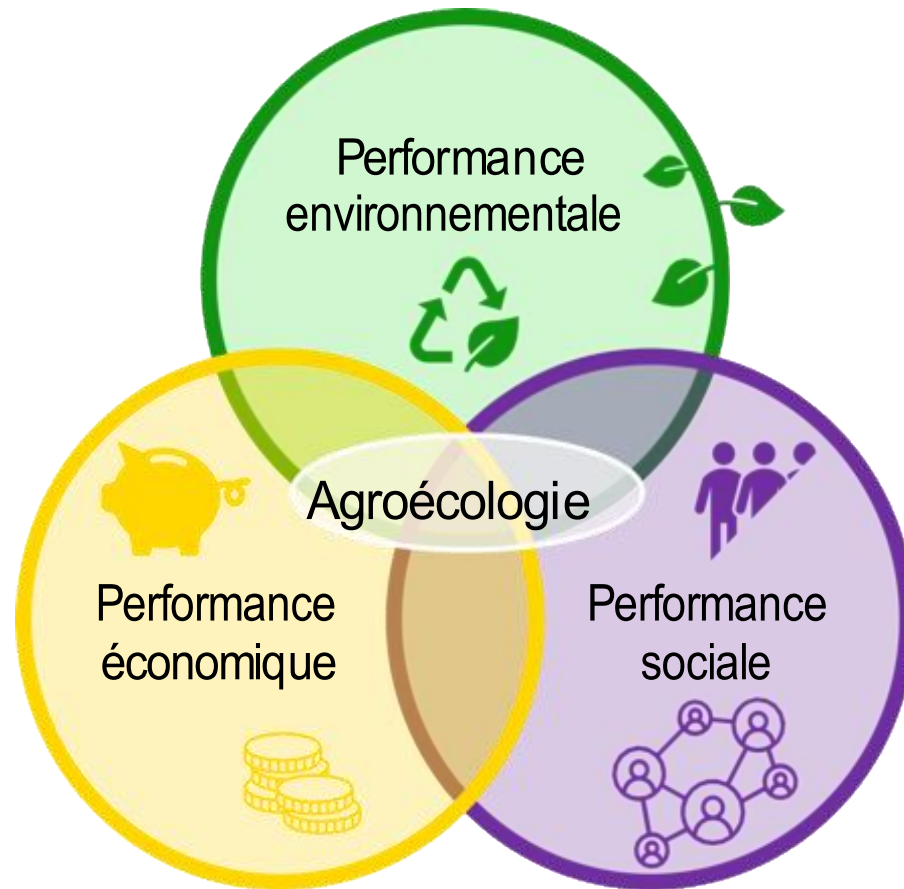 Performance
environnementale
Agroécologie
Performance
économique
Performance
sociale